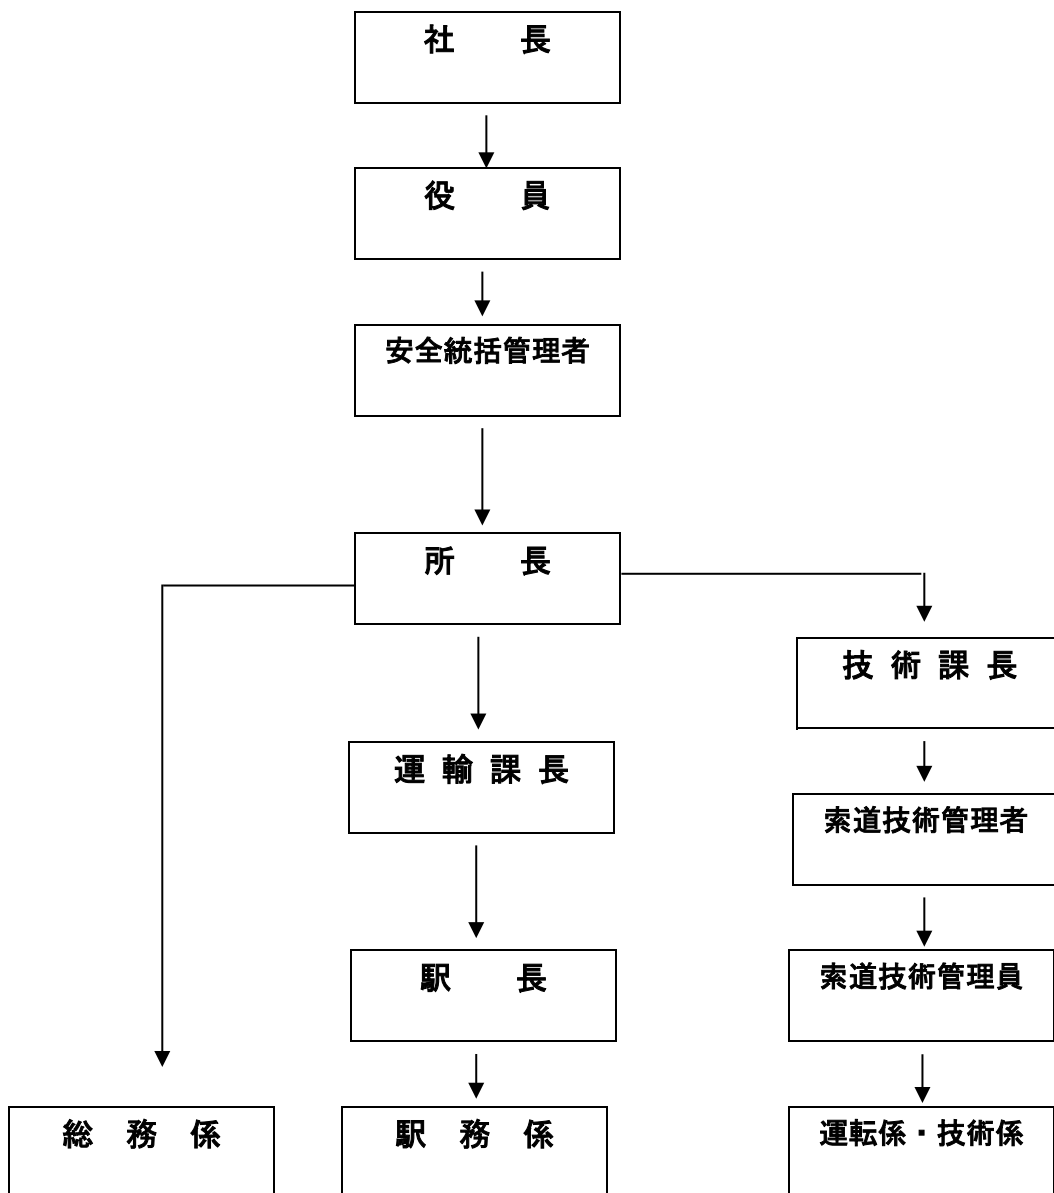 社長
役員
安全統括管理者
所長
技術課長
運輸課長
索道技術管理者
駅長
索道技術管理員
総務係
駅務係
運転係・技術係